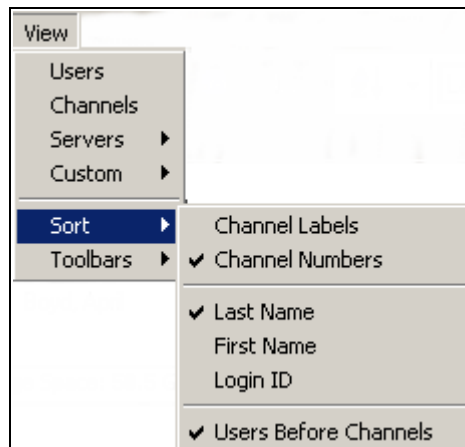 View
Users
Channels
Servers
Custom
Sort
Toolbars
Channel Labels
Channel Numbers
Last Name
First Name
Login ID
Users Before Channels